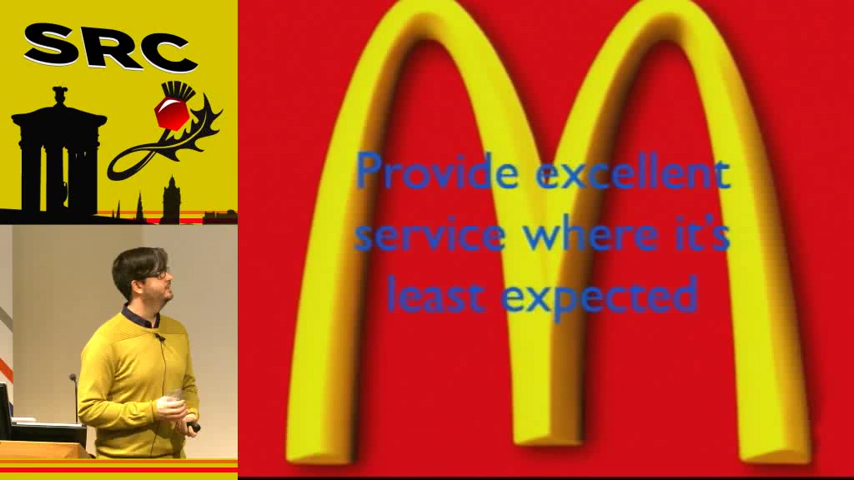 SRC
Provide excellent
service where it's
least expected